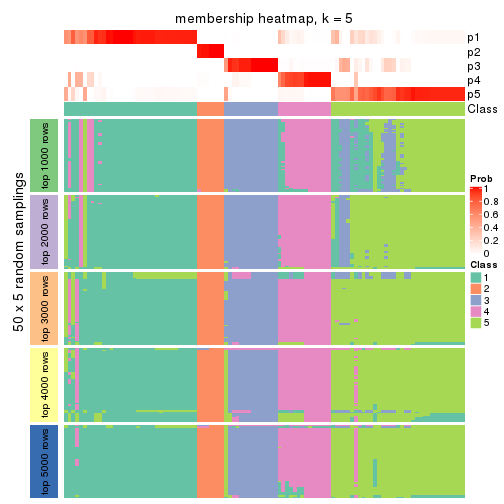 membership heatmap, k = 5
p1
p2
p3
p4
p5
Class
50 x 5 random samplings
top 1000 rows
top 2000 rows
top 3000 rows
top 4000 rows
top 5000 rows
Prob
1
0.8
0.6
0.4
0.2
0
Class
1
2
3
4
5